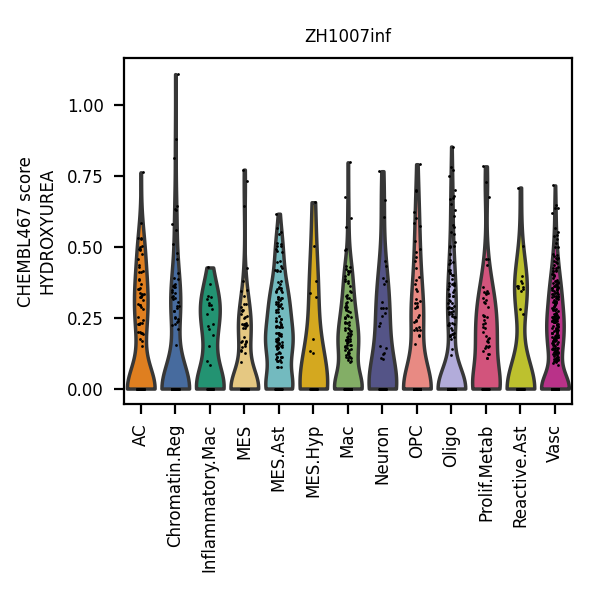 ZH1007inf
CHEMBL467 score
HYDROXYUREA
1.00
0.75
0.50
0.25
0.00
AC
Chromatin.Reg
Inflammatory.Mac
MES
MES.Ast
MES.Hyp
Mac
Neuron
OPC
Oligo
Prolif.Metab
Reactive.Ast
Vasc